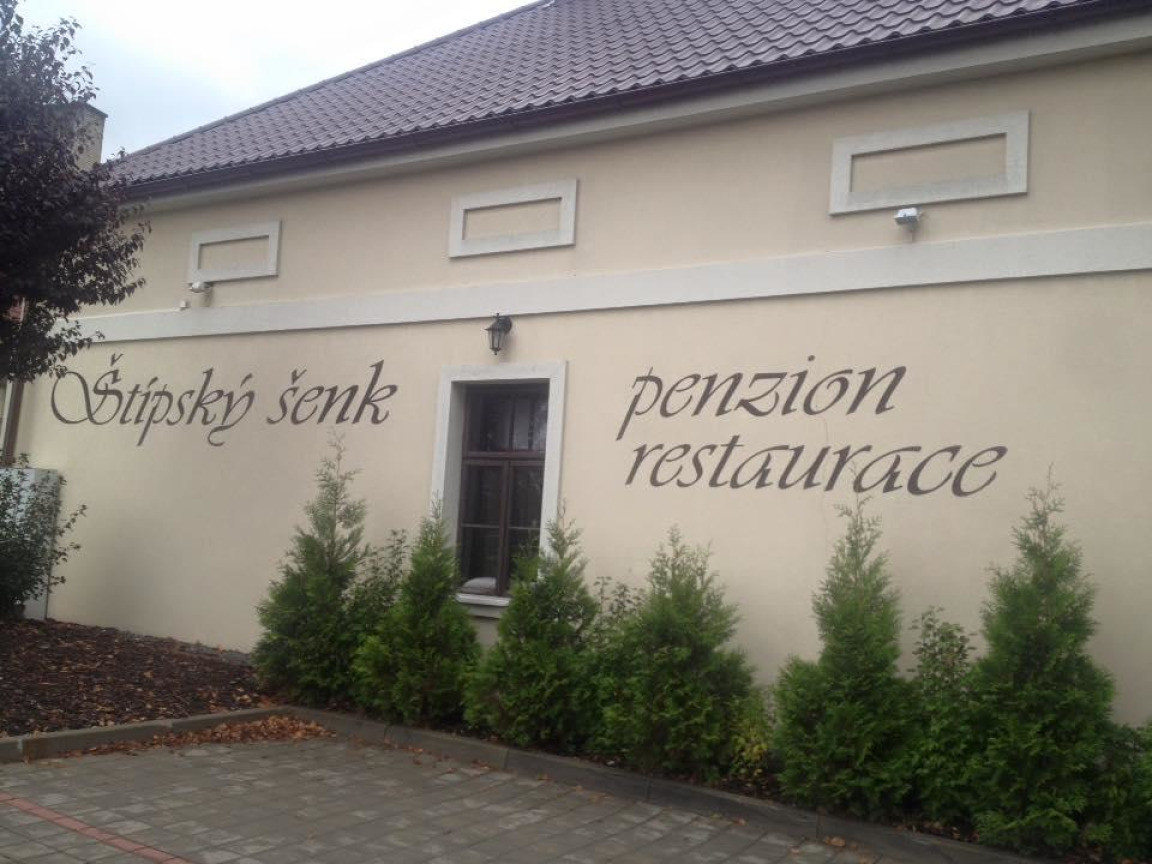 Štípský šenk
penzion
restaurace